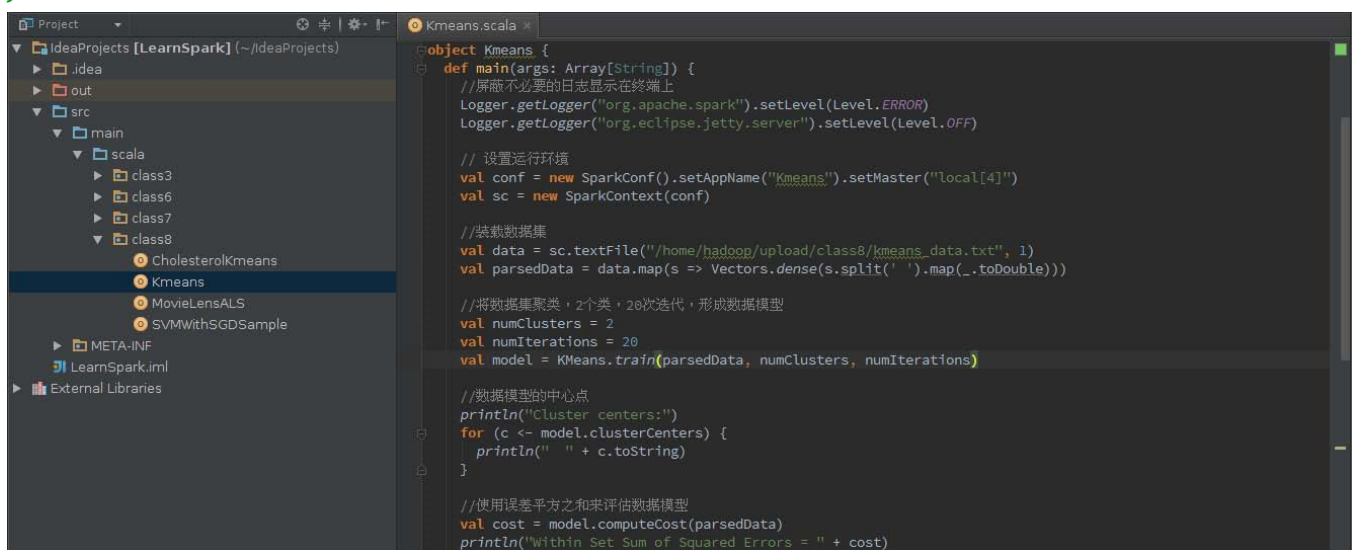 Project
IdeaProjects [LearnSpark] (~/IdeaProjects)
.idea
out
src
main
scala
class3
class6
class7
class8
CholesterolKmeans
Kmeans
MovieLensALS
SVMWithSGDSample
META-INF
LearnSpark.iml
External Libraries
Kmeans.scala
object Kmeans {
def main(args: Array[String]) {
//屏蔽不必要的日志显示在终端上
Logger.getLogger("org.apache.spark").setLevel(Level.ERROR)
Logger.getLogger("org.eclipse.jetty.server").setLevel(Level.OFF)
// 设置运行环境
val conf = new SparkConf().setAppName("Kmeans").setMaster("local[4]")
val sc = new SparkContext(conf)
//装载数据集
val data = sc.textFile("/home/hadoop/upload/class8/kmeans_data.txt", 1)
val parsedData = data.map(s => Vectors.dense(s.split(' ').map(_.toDouble)))
//将数据集聚类，2个类，20次迭代，形成数据模型
val numClusters = 2
val numIterations = 20
val model = KMeans.train(parsedData, numClusters, numIterations)
//数据模型的中心点
println("Cluster centers:")
for (c <- model.clusterCenters) {
println("  " + c.toString)
}
//使用误差平方之和来评估数据模型
val cost = model.computeCost(parsedData)
println("Within Set Sum of Squared Errors = " + cost)